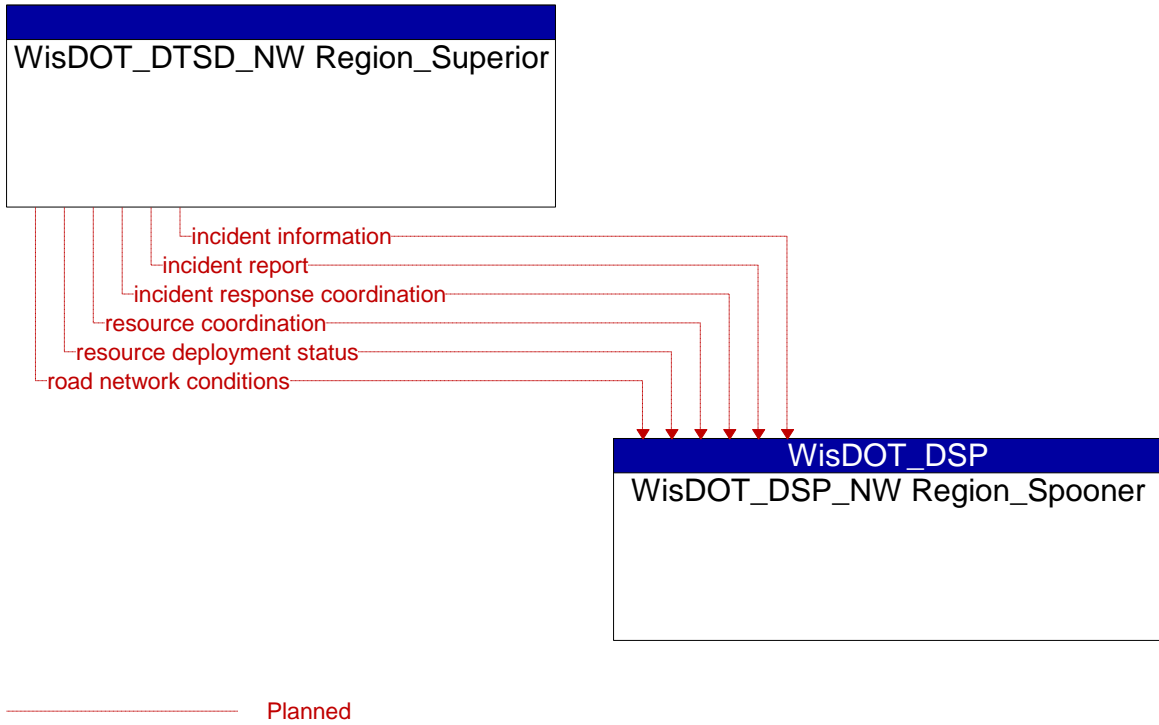 WisDOT_DTSD_NW Region_Superior
incident information
incident report
incident response coordination
resource coordination
resource deployment status
road network conditions
WisDOT_DSP
WisDOT_DSP_NW Region_Spooner
Planned